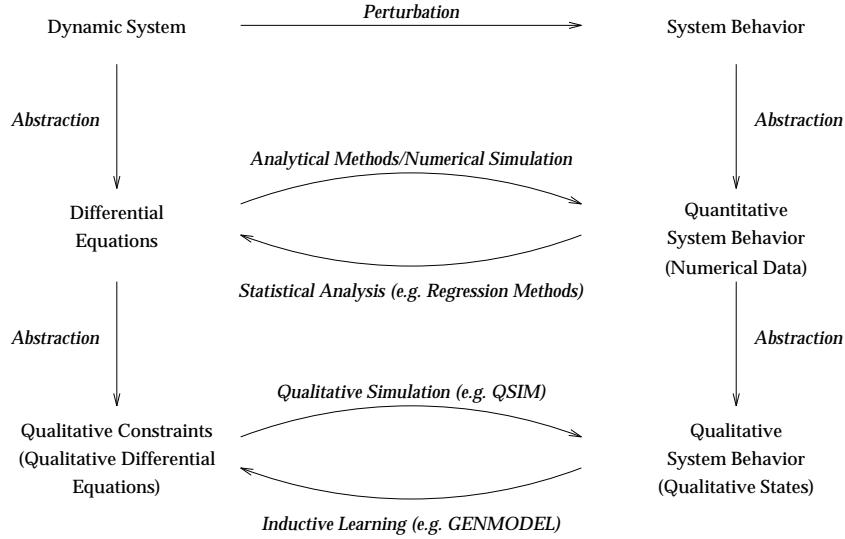 Perturbation
Dynamic System
System Behavior
Abstraction
Abstraction
Analytical Methods/Numerical Simulation
Differential
Equations
Quantitative
System Behavior
(Numerical Data)
Statistical Analysis (e.g. Regression Methods)
Abstraction
Abstraction
Qualitative Simulation (e.g. QSIM)
Qualitative Constraints
(Qualitative Differential
Equations)
Qualitative
System Behavior
(Qualitative States)
Inductive Learning (e.g. GENMODEL)